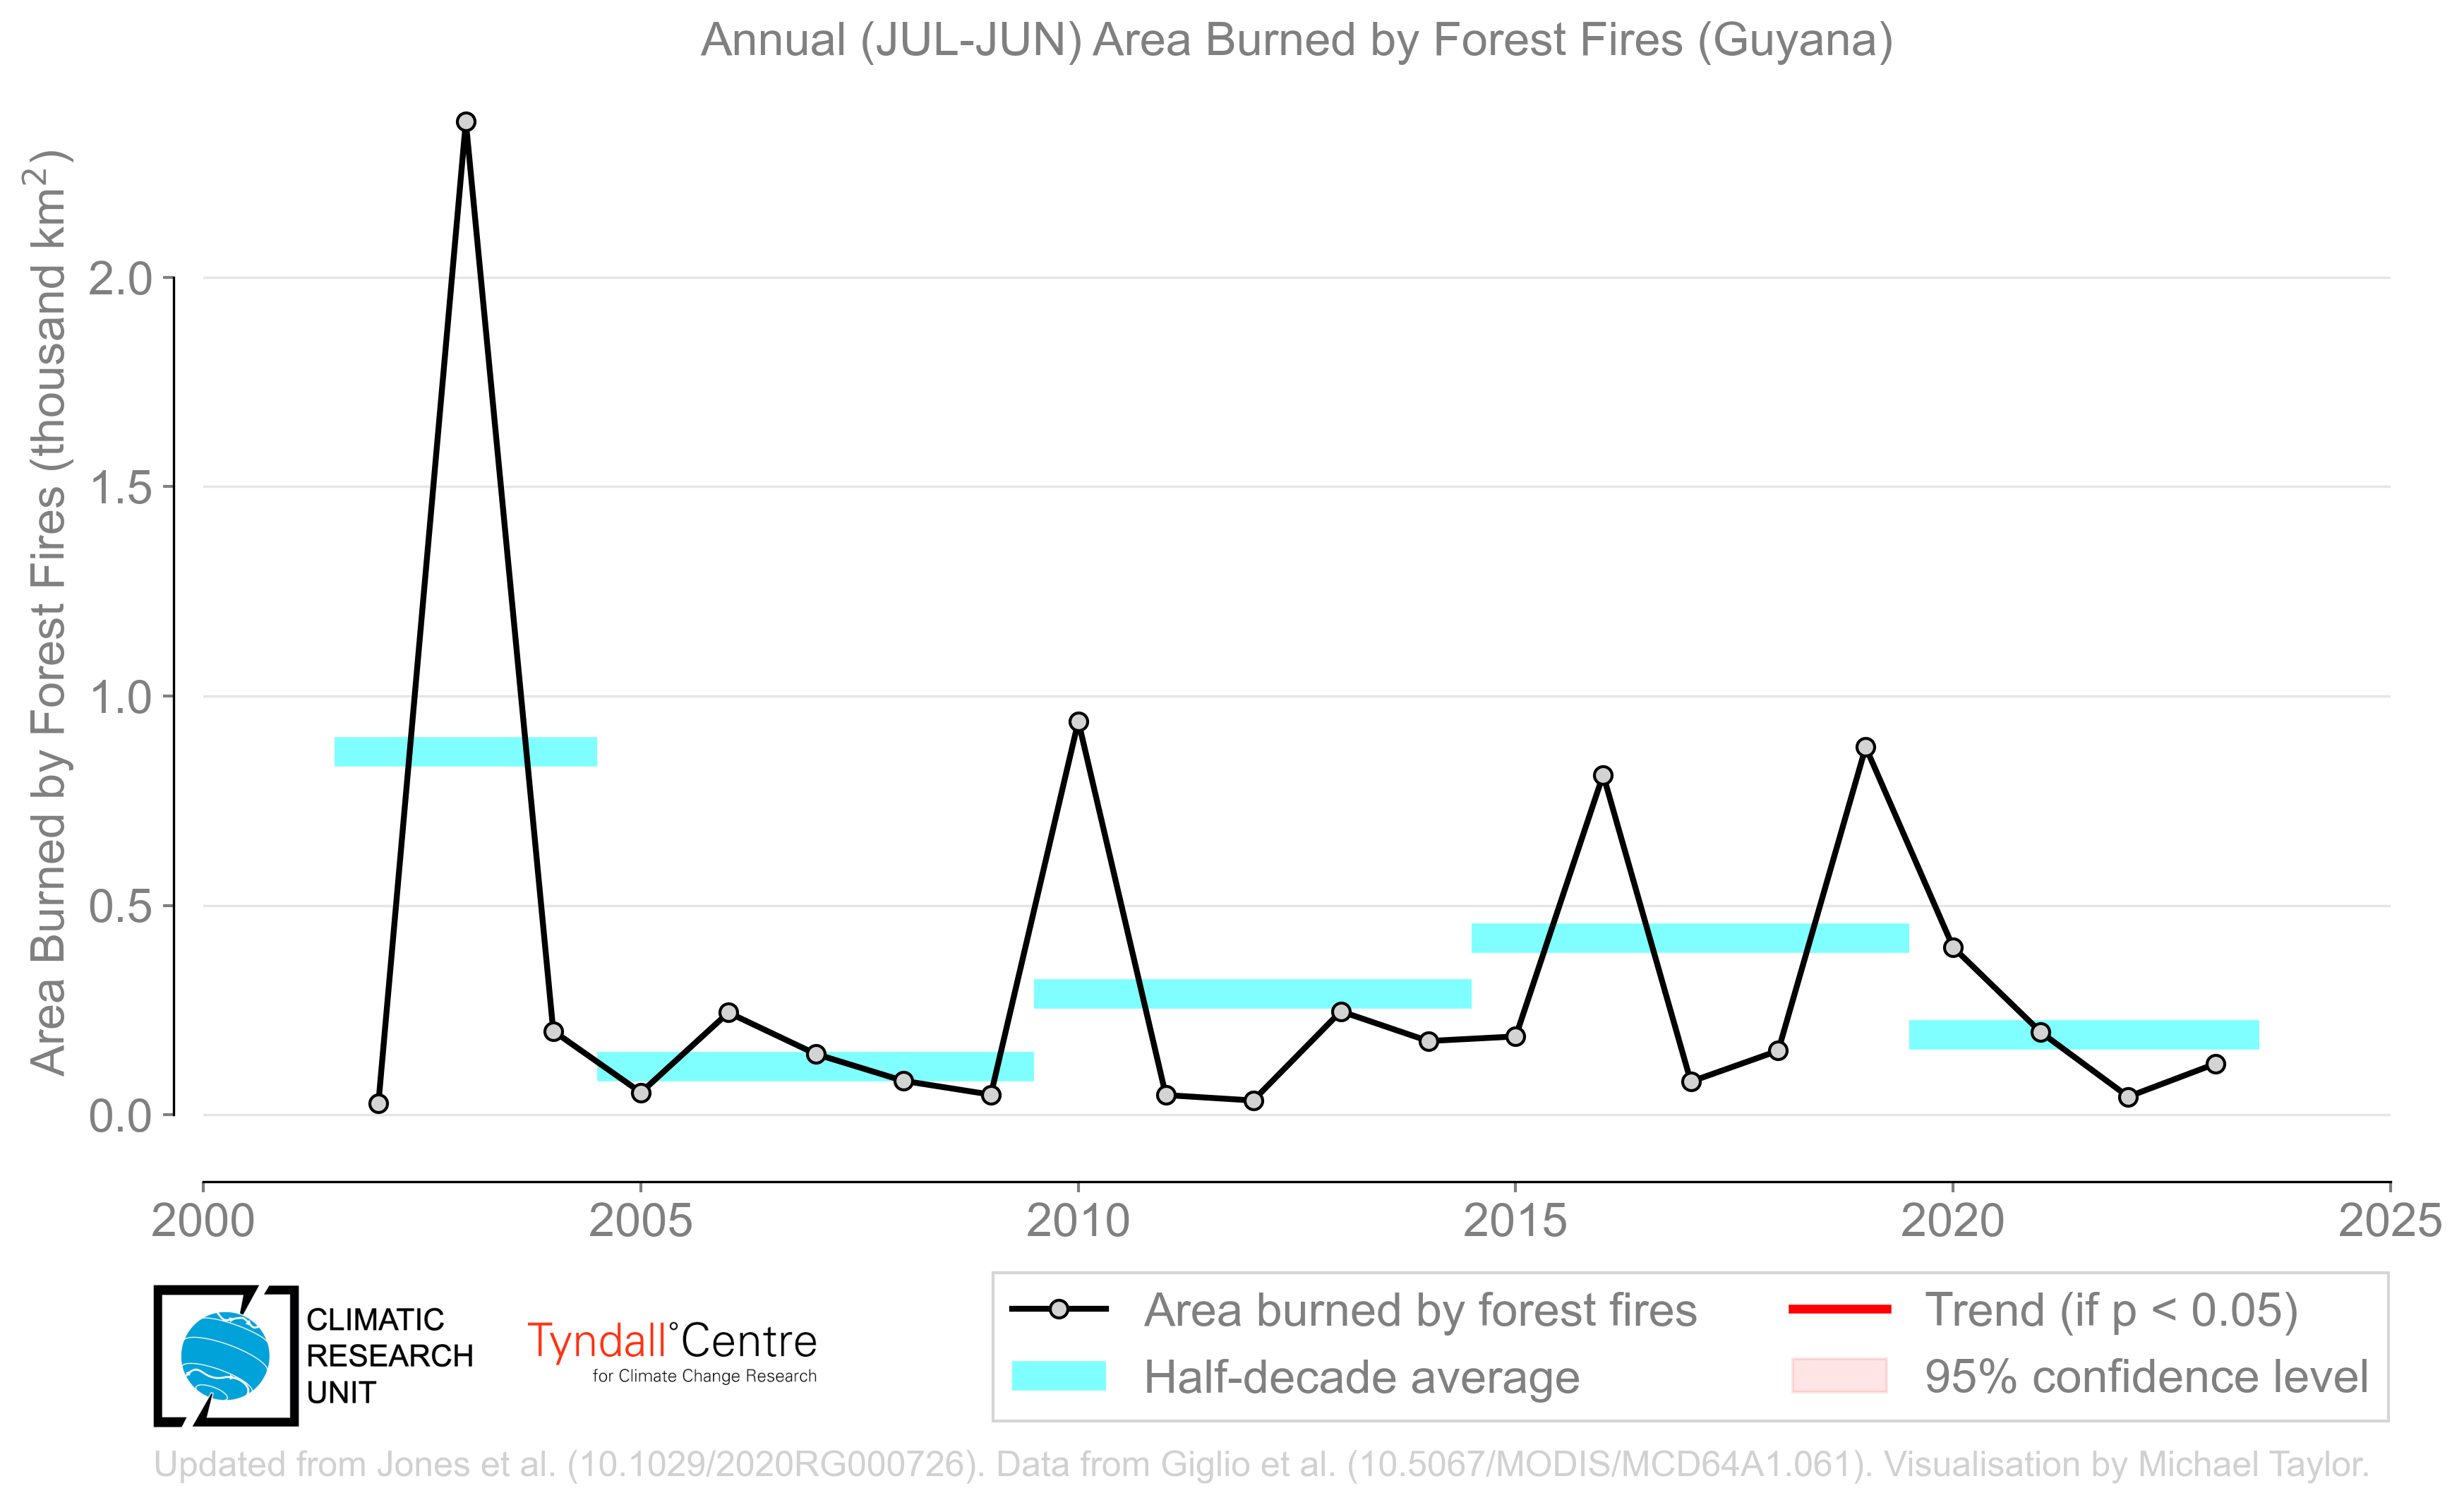 Annual (JUL-JUN) Area Burned by Forest Fires (Guyana)
Area Burned by Forest Fires (thousand km²)
2.0
1.5
1.0
0.5
0.0
2000 2005 2010 2015 2020 2025
CLIMATIC
RESEARCH
UNIT
Tyndall°Centre
for Climate Change Research
Area burned by forest fires
Half-decade average
Trend (if p < 0.05)
95% confidence level
Updated from Jones et al. (10.1029/2020RG000726). Data from Giglio et al. (10.5067/MODIS/MCD64A1.061). Visualisation by Michael Taylor.